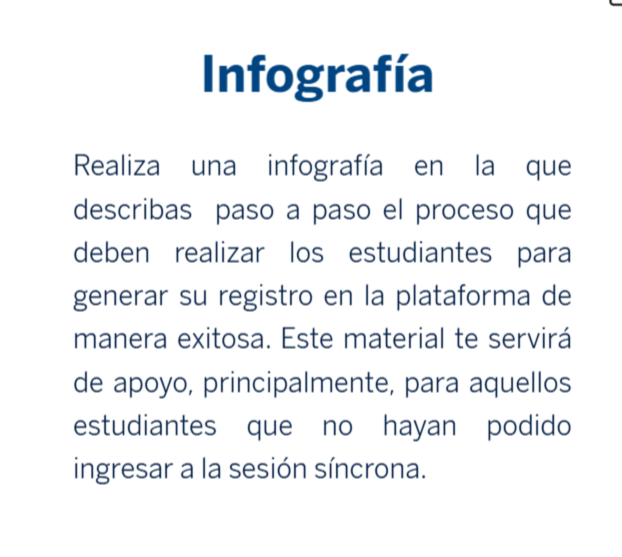 Infografía
Realiza una infografía en la que
describas paso a paso el proceso que
deben realizar los estudiantes para
generar su registro en la plataforma de
manera exitosa. Este material te servirá
de apoyo, principalmente, para aquellos
estudiantes que no hayan podido
ingresar a la sesión síncrona.